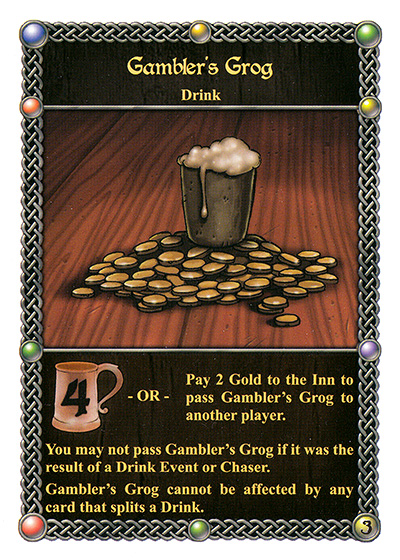 Gambler's Grog
Drink
4
- OR -
Pay 2 Gold to the Inn to
pass Gambler's Grog to
another player.
You may not pass Gambler's Grog if it was the
result of a Drink Event or Chaser.
Gambler's Grog cannot be affected by any
card that splits a Drink.
3